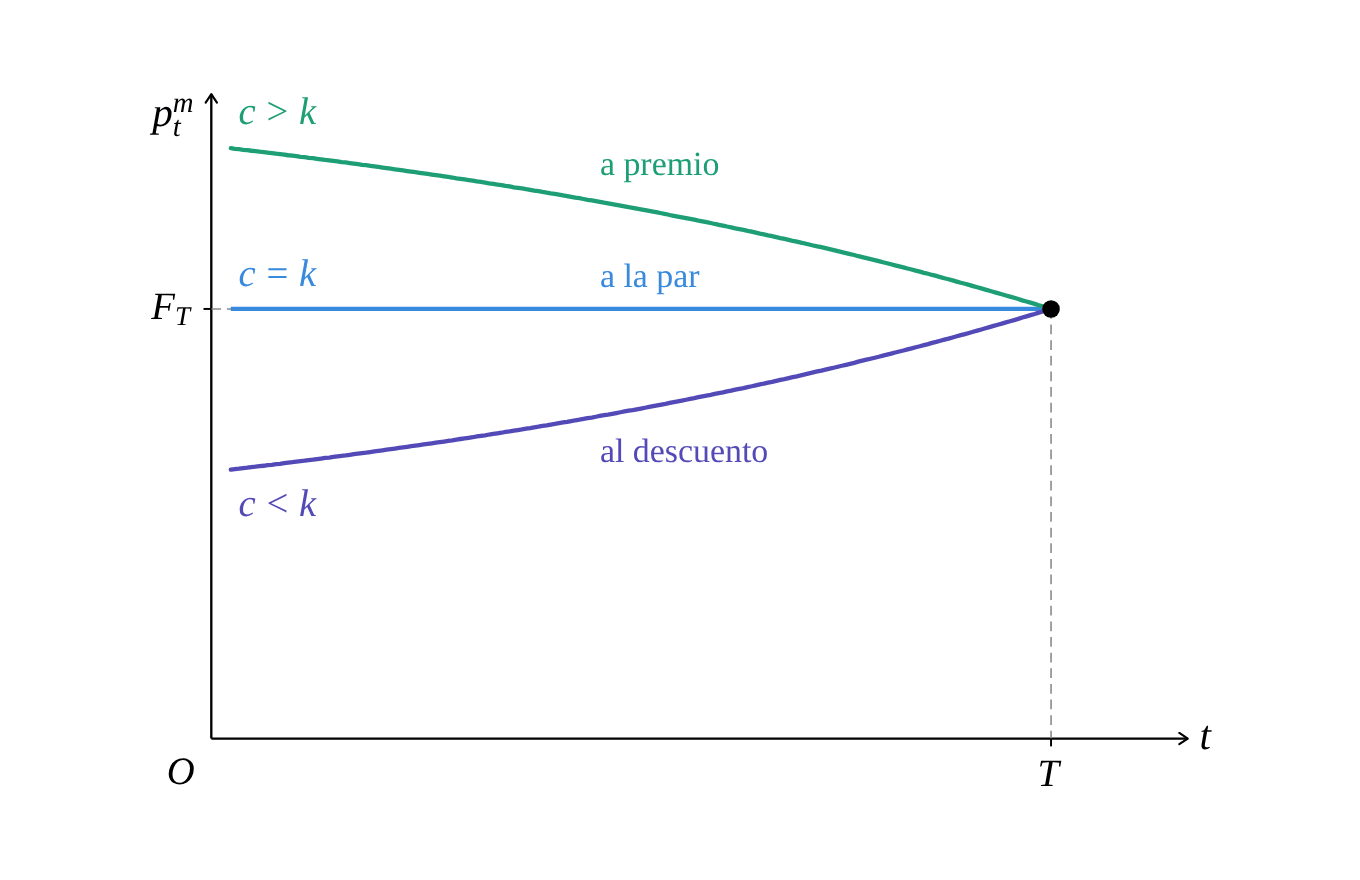 p_t^m
c > k
a premio
c = k
a la par
F_T
al descuento
c < k
t
O
T